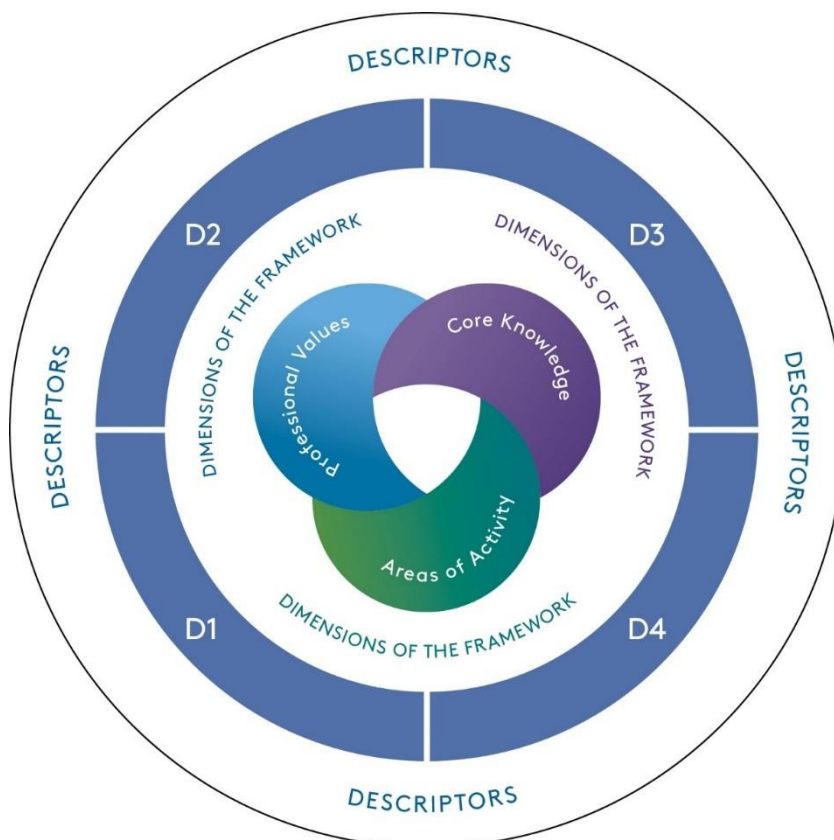 DESCRIPTORS
D2
D3
DIMENSIONS OF THE FRAMEWORK
DIMENSIONS OF THE FRAMEWORK
Professional Values
Core Knowledge
DESCRIPTORS
DESCRIPTORS
Areas of Activity
DIMENSIONS OF THE FRAMEWORK
D1
D4
DESCRIPTORS